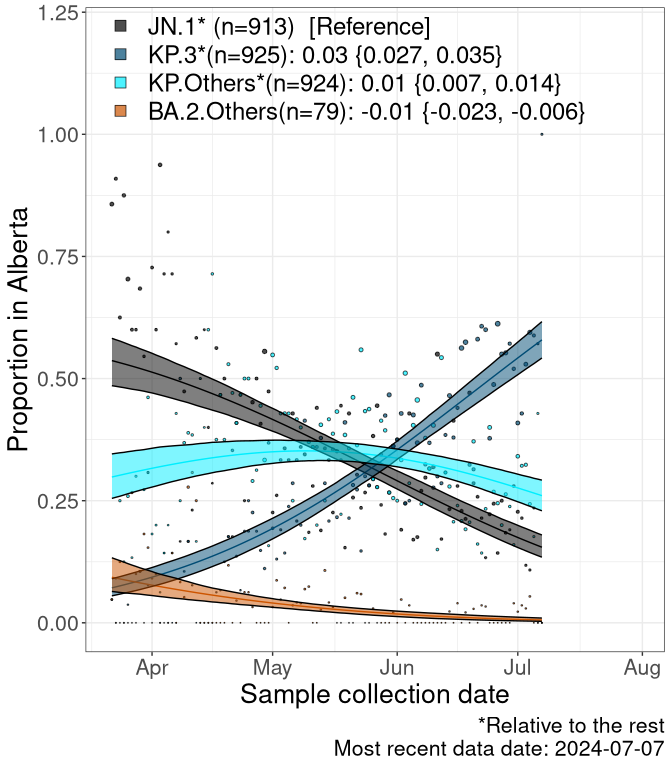 JN.1* (n=913)  [Reference]
KP.3*(n=925): 0.03 {0.027, 0.035}
KP.Others*(n=924): 0.01 {0.007, 0.014}
BA.2.Others(n=79): -0.01 {-0.023, -0.006}
1.25
1.00
0.75
0.50
0.25
0.00
Proportion in Alberta
Apr May Jun Jul Aug
Sample collection date
*Relative to the rest
Most recent data date: 2024-07-07